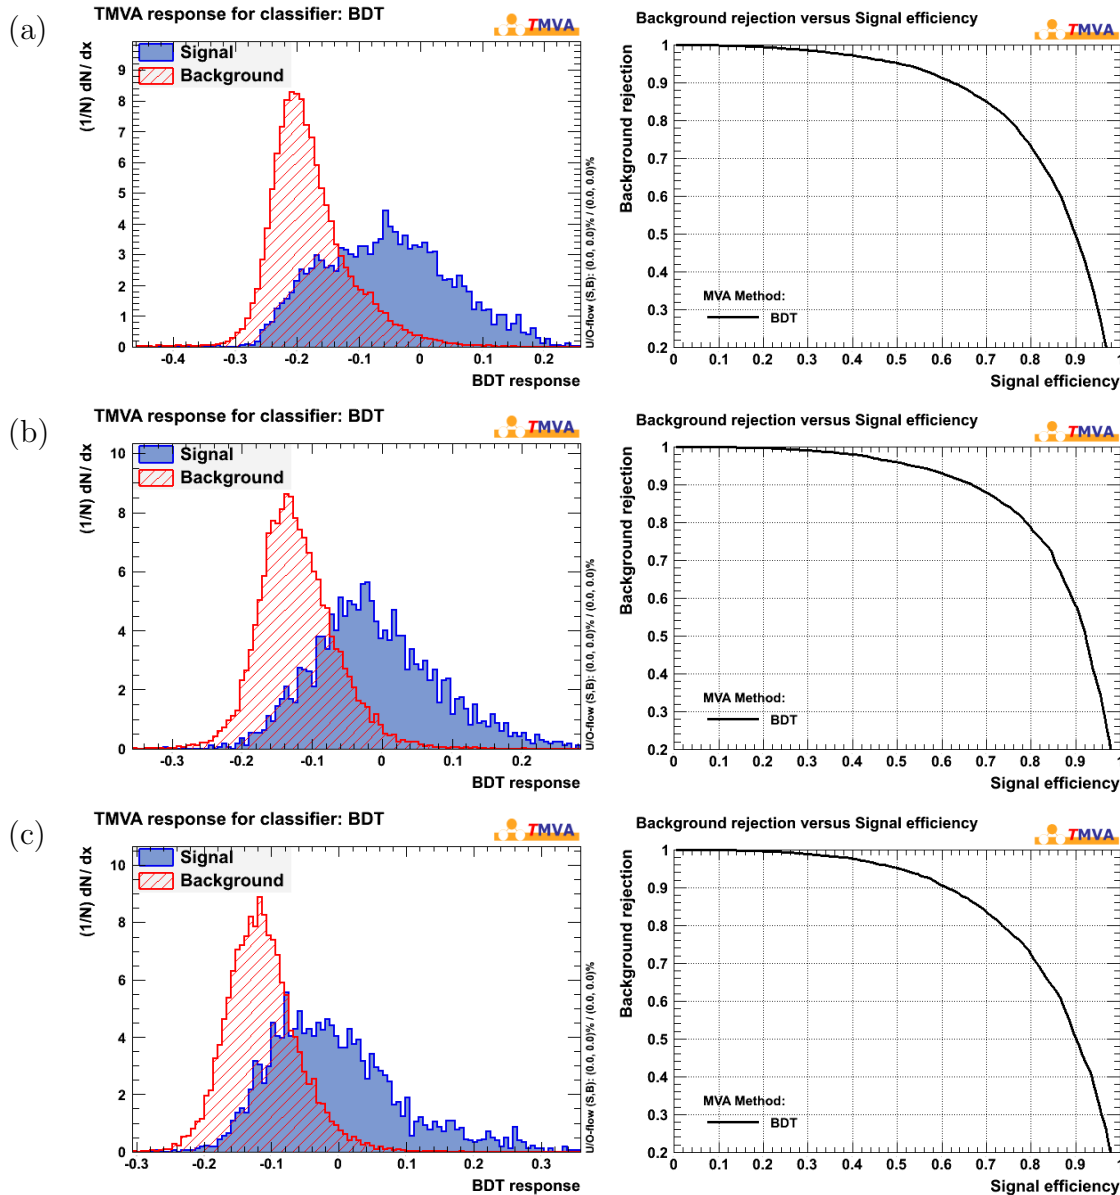 (a)
TMVA response for classifier: BDT
TMVA
Signal
Background
(1/N) dN/ dx
9
8
7
6
5
4
3
2
1
0
-0.4 -0.3 -0.2 -0.1 0 0.1 0.2
BDT response
U/O-flow (S,B): (0.0, 0.0)% / (0.0, 0.0)%
Background rejection versus Signal efficiency
TMVA
Background rejection
1
0.9
0.8
0.7
0.6
0.5
0.4
0.3
0.2
MVA Method:
BDT
0 0.1 0.2 0.3 0.4 0.5 0.6 0.7 0.8 0.9 1
Signal efficiency
(b)
TMVA response for classifier: BDT
TMVA
Signal
Background
(1/N) dN/ dx
10
8
6
4
2
0
-0.3 -0.2 -0.1 0 0.1 0.2
BDT response
U/O-flow (S,B): (0.0, 0.0)% / (0.0, 0.0)%
Background rejection versus Signal efficiency
TMVA
Background rejection
1
0.9
0.8
0.7
0.6
0.5
0.4
0.3
0.2
MVA Method:
BDT
0 0.1 0.2 0.3 0.4 0.5 0.6 0.7 0.8 0.9 1
Signal efficiency
(c)
TMVA response for classifier: BDT
TMVA
Signal
Background
(1/N) dN/ dx
10
8
6
4
2
0
-0.3 -0.2 -0.1 0 0.1 0.2 0.3
BDT response
U/O-flow (S,B): (0.0, 0.0)% / (0.0, 0.0)%
Background rejection versus Signal efficiency
TMVA
Background rejection
1
0.9
0.8
0.7
0.6
0.5
0.4
0.3
0.2
MVA Method:
BDT
0 0.1 0.2 0.3 0.4 0.5 0.6 0.7 0.8 0.9 1
Signal efficiency